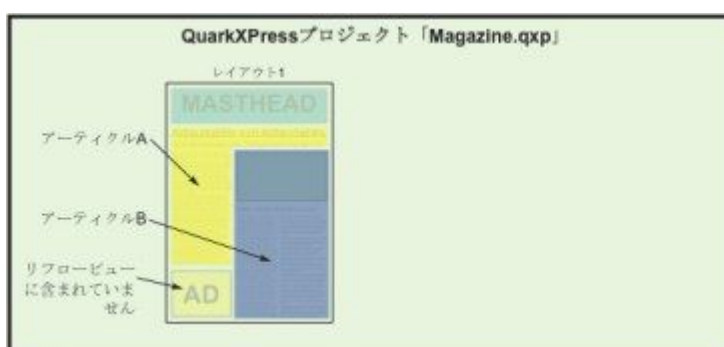 QuarkXPressプロジェクト「Magazine.qxp」
レイアウト1
MASTHEAD
アーティクルA
アーティクルB
リフロービュー
に含まれていま
せん
AD